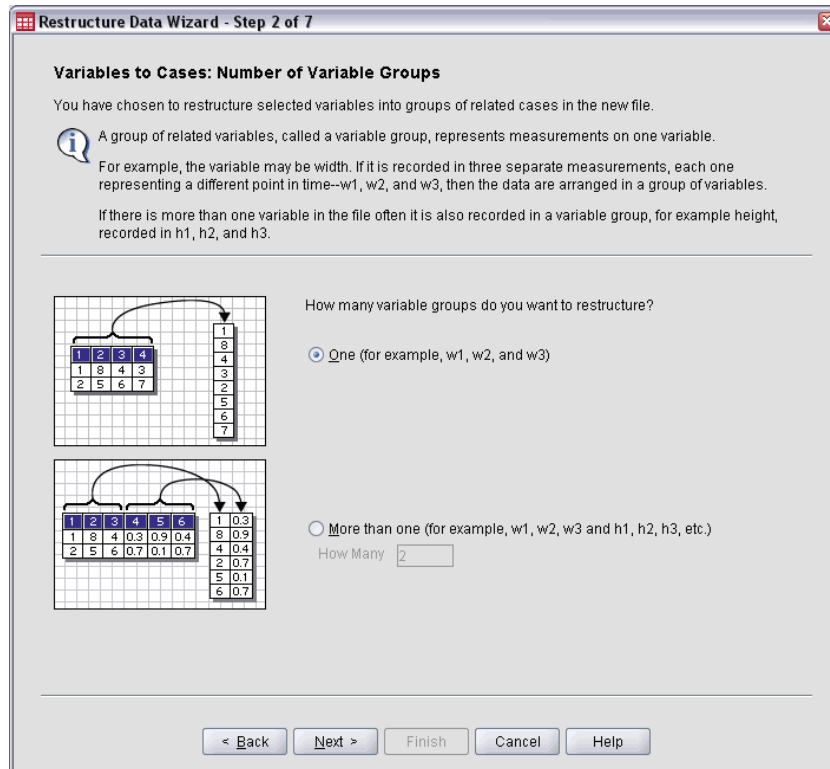 Restructure Data Wizard - Step 2 of 7
Variables to Cases: Number of Variable Groups
You have chosen to restructure selected variables into groups of related cases in the new file.
A group of related variables, called a variable group, represents measurements on one variable.
For example, the variable may be width. If it is recorded in three separate measurements, each one
representing a different point in time--w1, w2, and w3, then the data are arranged in a group of variables.
If there is more than one variable in the file often it is also recorded in a variable group, for example height,
recorded in h1, h2, and h3.
How many variable groups do you want to restructure?
One (for example, w1, w2, and w3)
1 2 3 4
1 8 4 3
2 5 6 7
1
8
4
3
2
5
6
7
More than one (for example, w1, w2, w3 and h1, h2, h3, etc.)
How Many 2
1 2 3 4 5 6
1 8 4 0.3 0.9 0.4
2 5 6 0.7 0.1 0.7
1 0.3
8 0.9
4 0.4
2 0.7
5 0.1
6 0.7
< Back
Next >
Finish
Cancel
Help